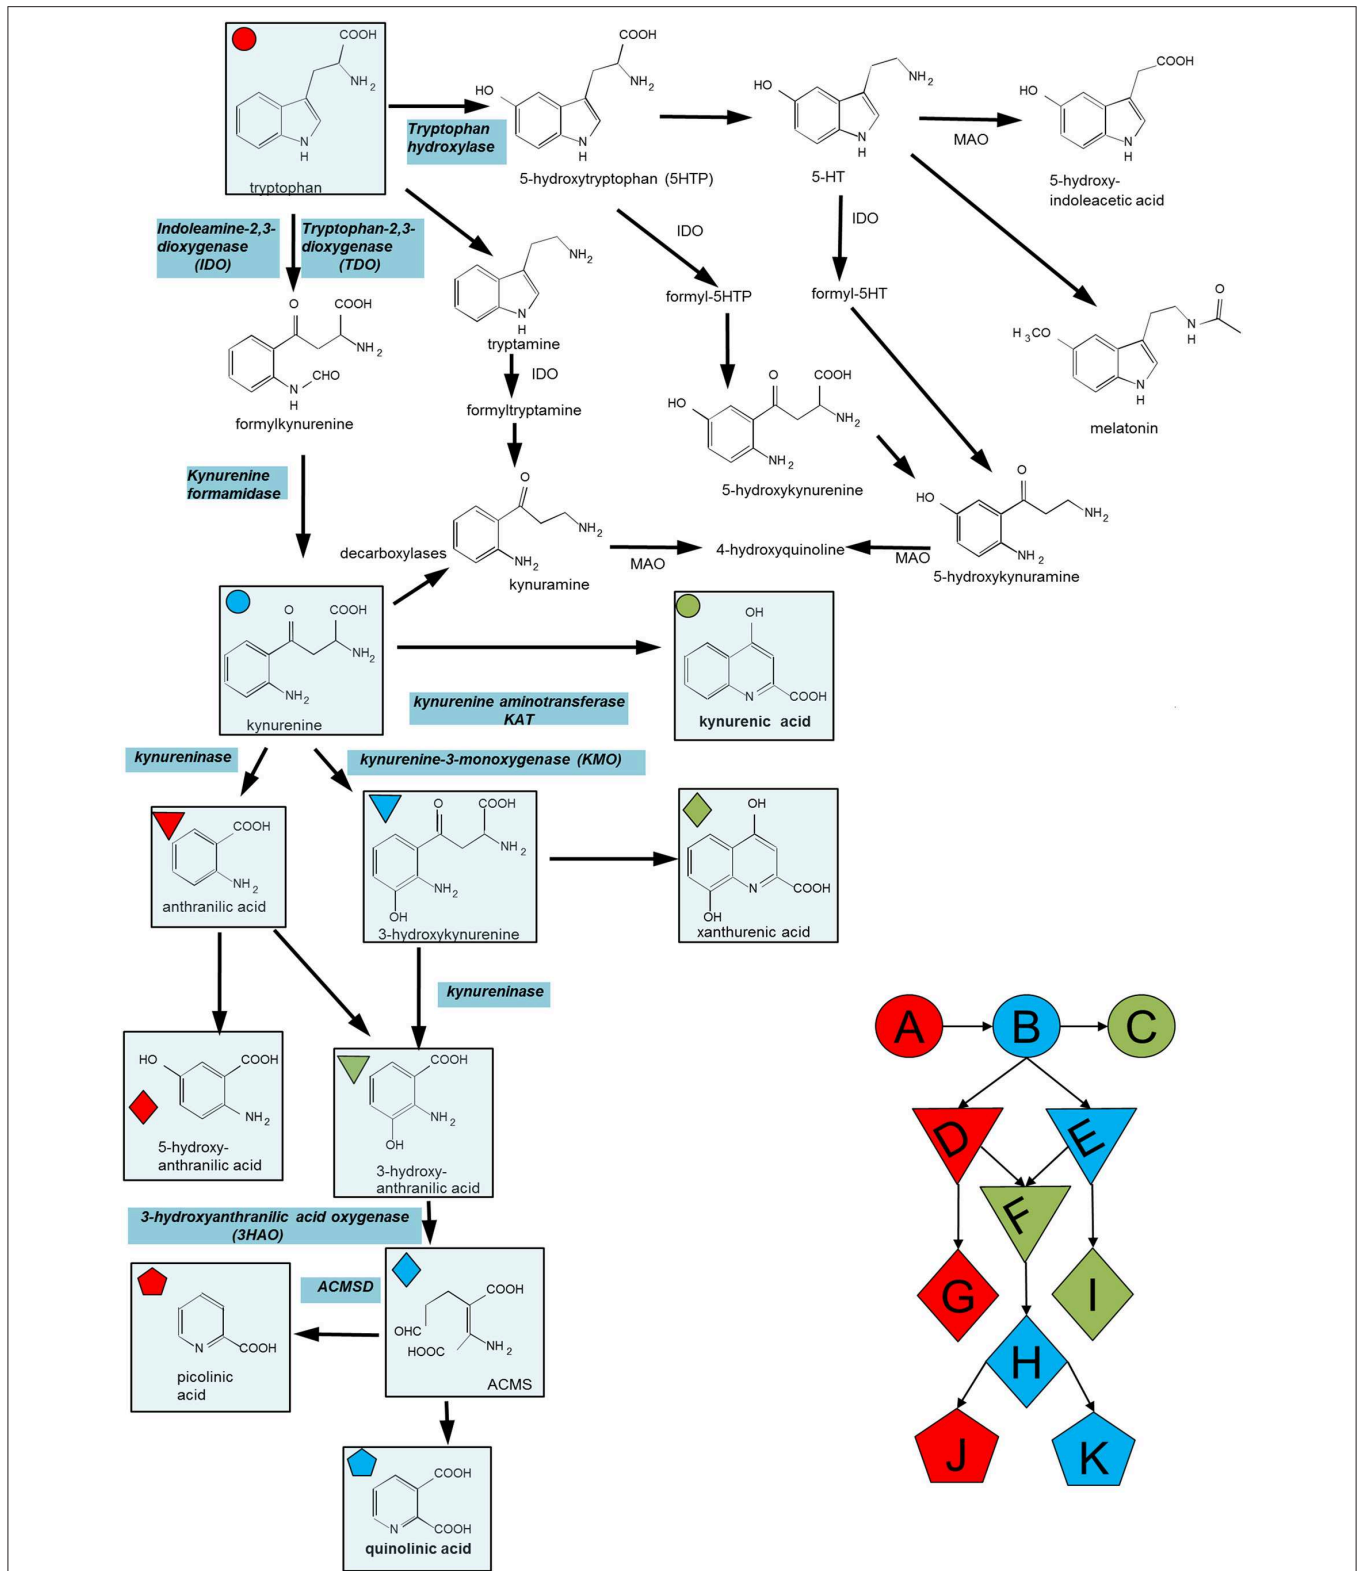 COOH
NH2
N
H
tryptophan
Tryptophan
hydroxylase
COOH
HO
NH2
N
H
5-hydroxytryptophan (5HTP)
HO
NH2
N
H
5-HT
MAO
COOH
HO
N
H
5-hydroxy-
indoleacetic acid
Indoleamine-2,3-
dioxygenase
(IDO)
Tryptophan-2,3-
dioxygenase
(TDO)
NH2
N
H
tryptamine
IDO
IDO
formyl-5HTP
formyl-5HT
O
H3CO
N
H
N
H
melatonin
O
COOH
NH2
CHO
N
H
formylkynurenine
IDO
formyltryptamine
O
COOH
HO
NH2
NH2
5-hydroxykynurenine
Kynurenine
formamidase
O
NH2
NH2
kynuramine
decarboxylases
MAO
4-hydroxyquinoline
MAO
O
HO
NH2
NH2
5-hydroxykynuramine
O
COOH
NH2
NH2
kynurenine
kynurenine aminotransferase
KAT
OH
N
COOH
kynurenic acid
kynureninase
kynurenine-3-monoxygenase (KMO)
COOH
NH2
anthranilic acid
O
COOH
NH2
NH2
OH
3-hydroxykynurenine
OH
N
COOH
OH
xanthurenic acid
kynureninase
HO
COOH
NH2
5-hydroxy-
anthranilic acid
COOH
NH2
OH
3-hydroxy-
anthranilic acid
3-hydroxyanthranilic acid oxygenase
(3HAO)
ACMSD
N
COOH
picolinic
acid
COOH
OHC
HOOC
NH2
ACMS
COOH
N
COOH
quinolinic acid
A
B
C
D
E
F
G
I
H
J
K